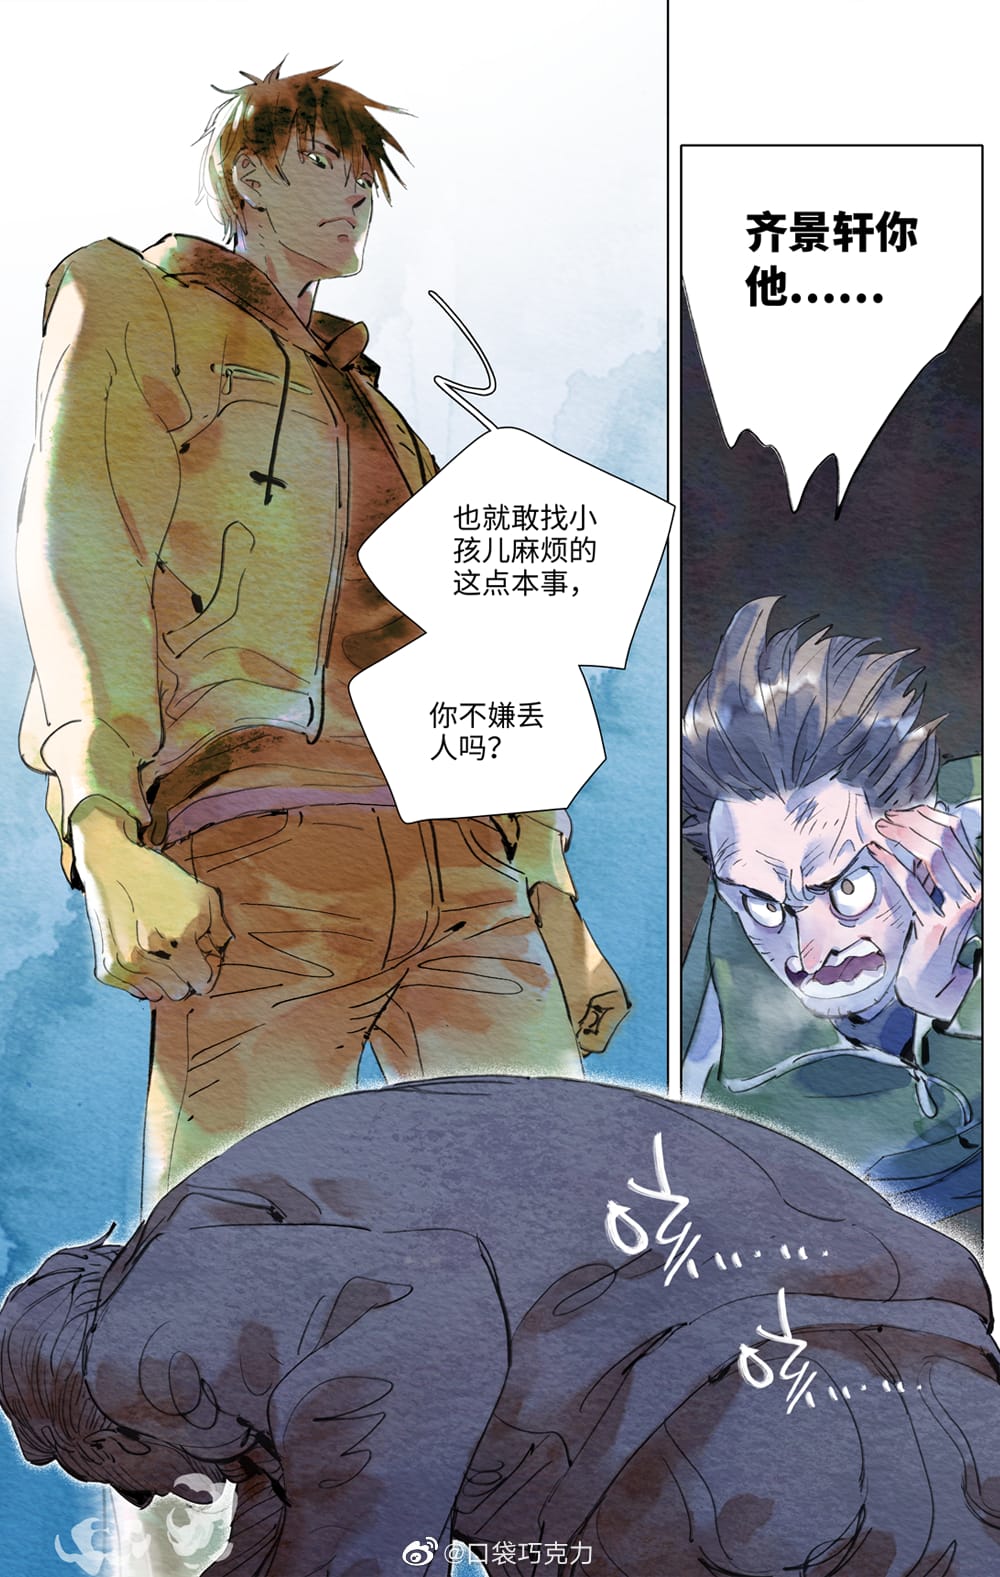 齐景轩你
他……
也就敢找小
孩儿麻烦的
这点本事，
你不嫌丢
人吗？
咳……
咳……
@口袋巧克力